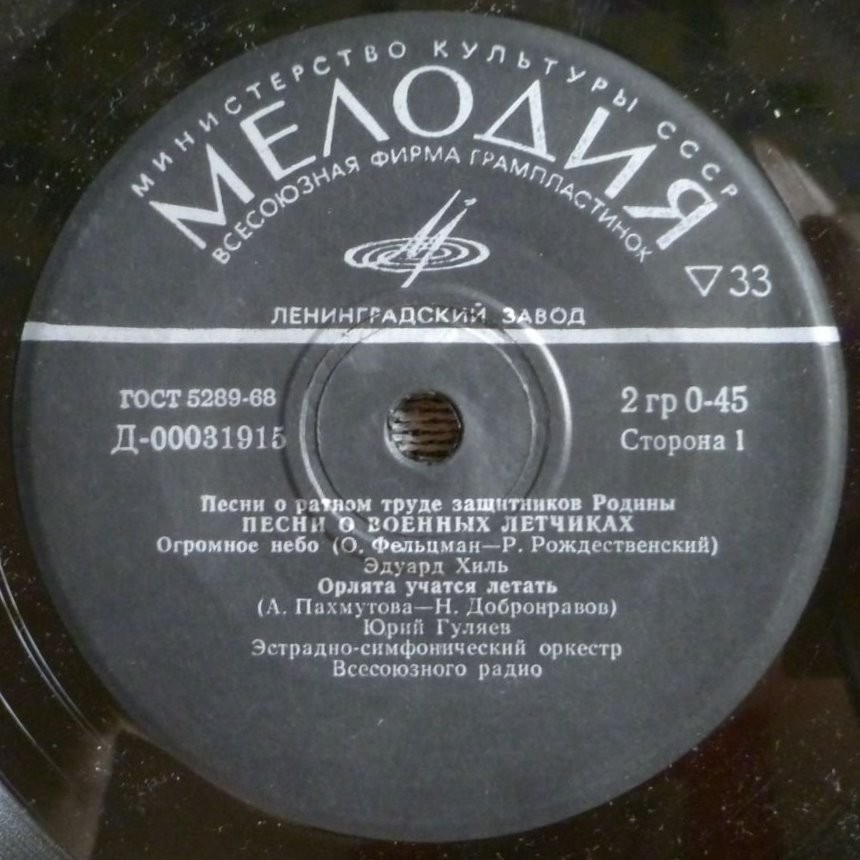 МИНИСТЕРСТВО КУЛЬТУРЫ СССР
МЕЛОДИЯ
ВСЕСОЮЗНАЯ ФИРМА ГРАМПЛАСТИНОК
▽33
ЛЕНИНГРАДСКИЙ ЗАВОД
ГОСТ 5289-68
2 гр 0-45
Д-00031915
Сторона 1
Песни о ратном труде защитников Родины
ПЕСНИ О ВОЕННЫХ ЛЕТЧИКАХ
Огромное небо (О. Фельцман—Р. Рождественский)
Эдуард Хиль
Орлята учатся летать
(А. Пахмутова—Н. Добронравов)
Юрий Гуляев
Эстрадно-симфонический оркестр
Всесоюзного радио